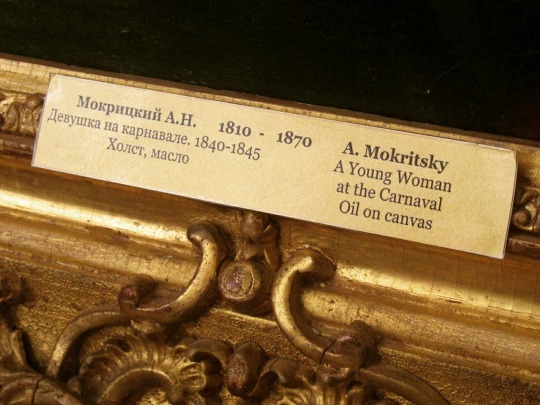 Мокрицкий А.Н. 1810 - 1870
Девушка на карнавале. 1840-1845
Холст, масло
A. Mokritsky
A Young Woman
at the Carnaval
Oil on canvas